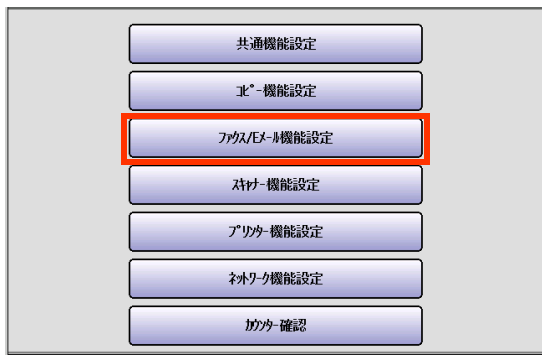 共通機能設定
ｺﾋﾟｰ機能設定
ﾌｧｸｽ/Eﾒｰﾙ機能設定
ｽｷｬﾅｰ機能設定
ﾌﾟﾘﾝﾀｰ機能設定
ﾈｯﾄﾜｰｸ機能設定
ｶｳﾝﾀｰ確認